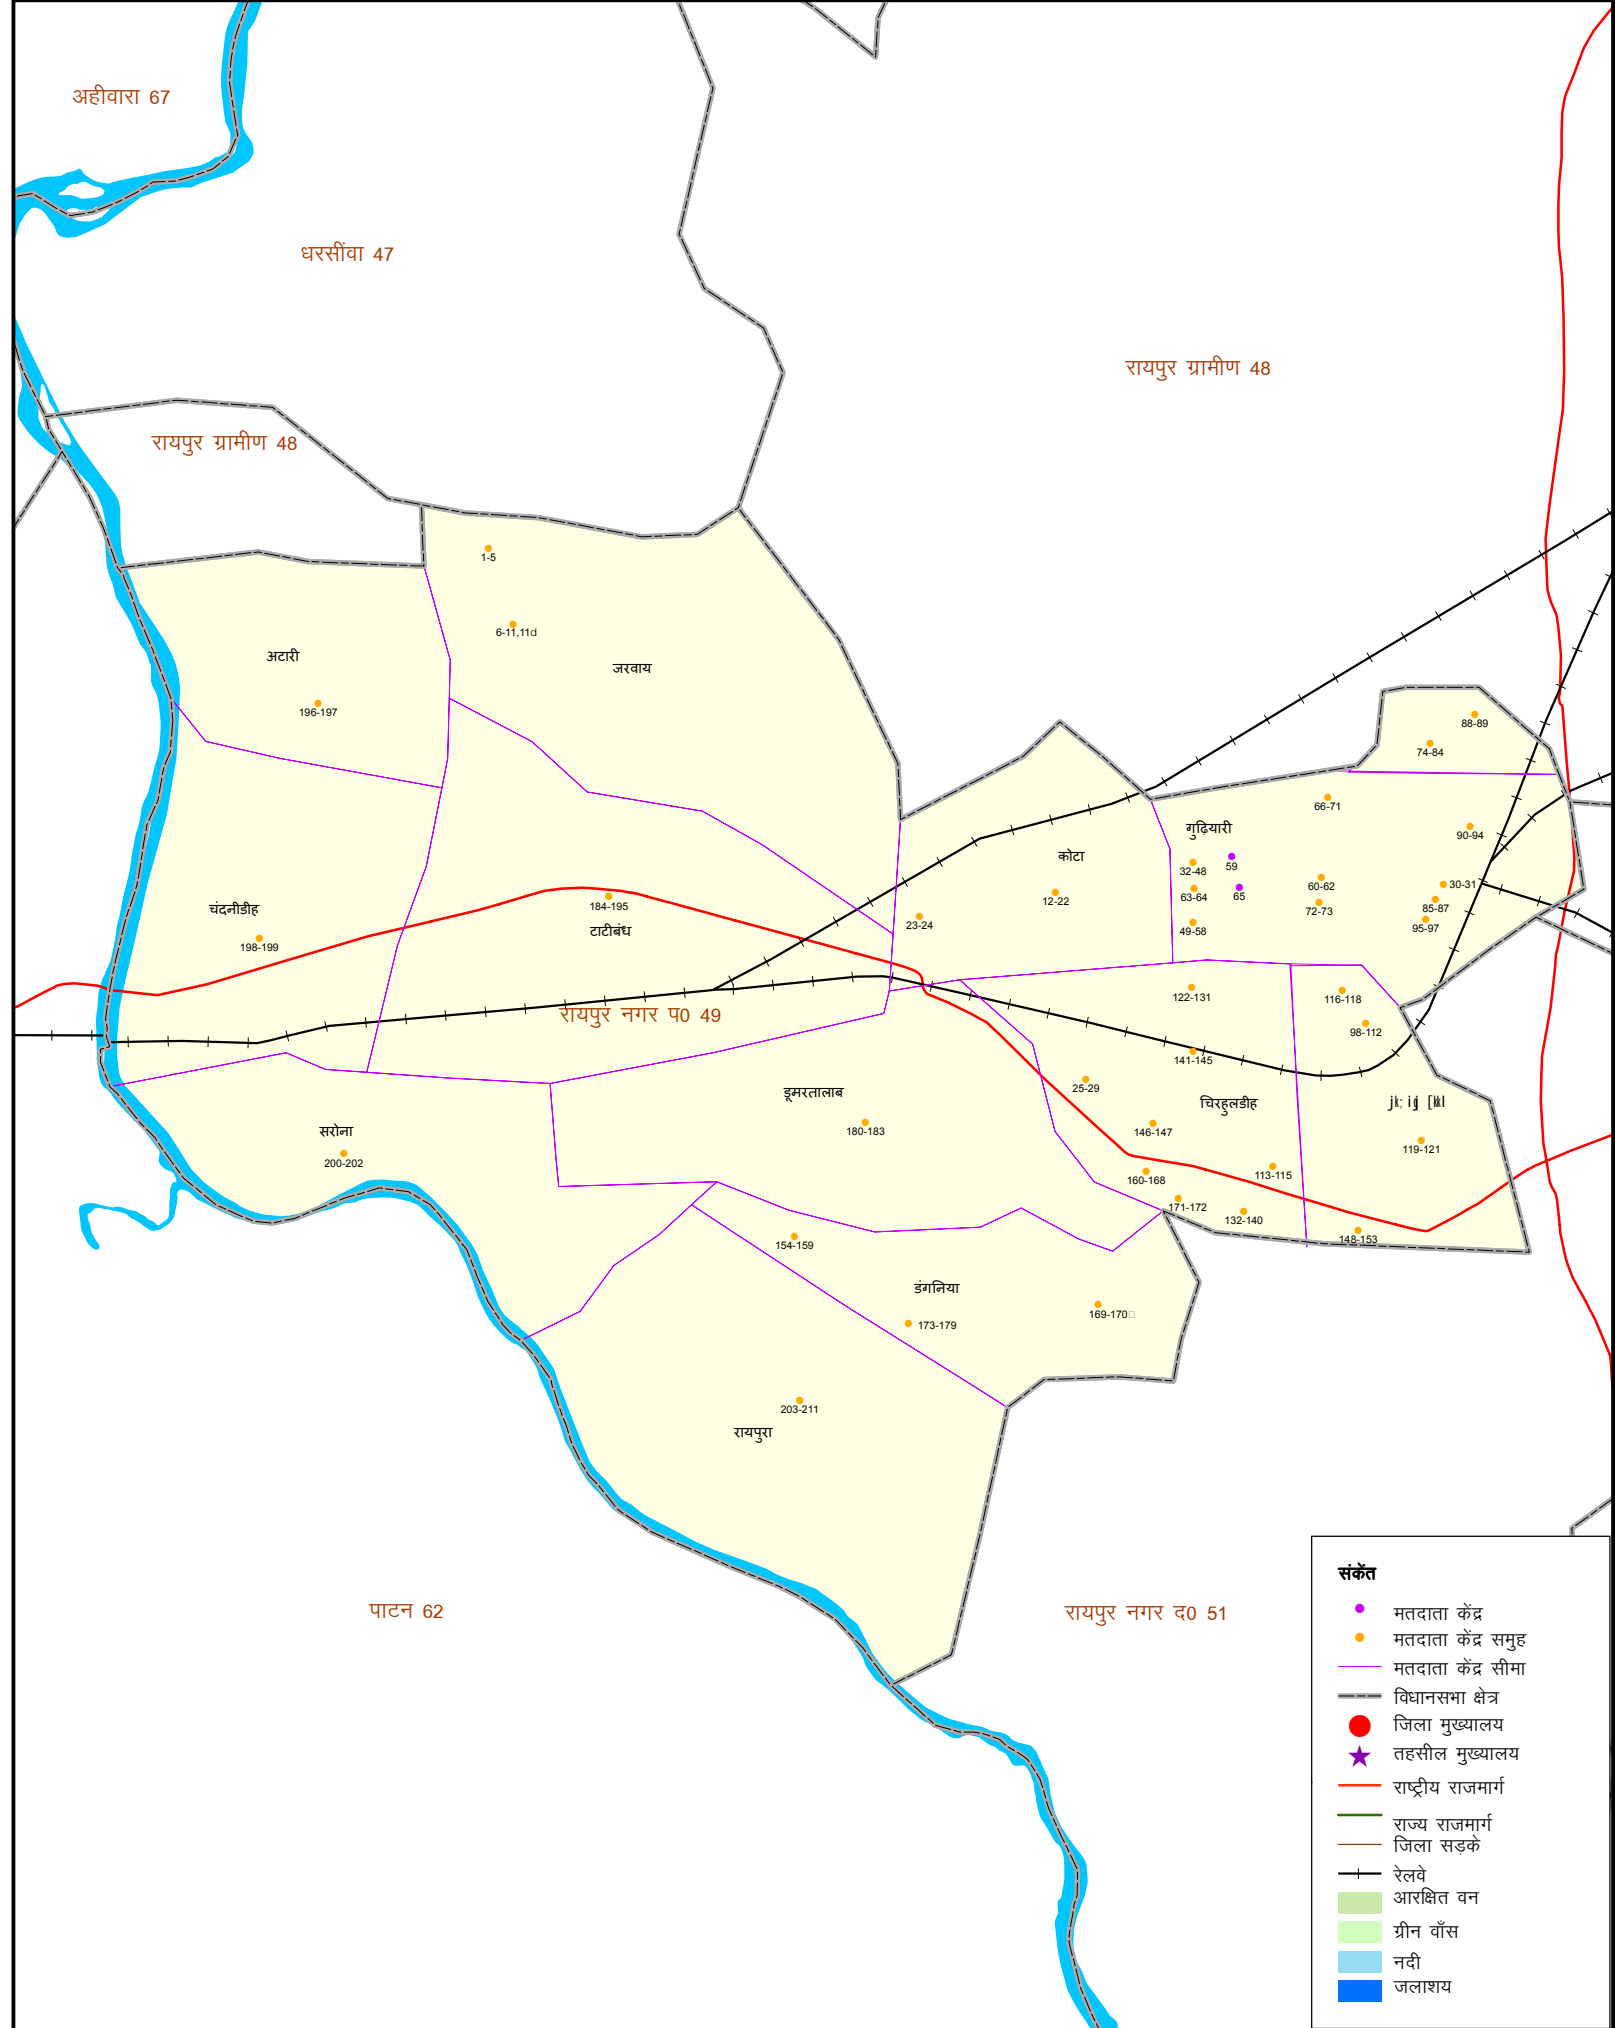 अहीवारा 67
धरसींवा 47
रायपुर ग्रामीण 48
रायपुर ग्रामीण 48
1-5
6-11,11d
अटारी
जरवाय
196-197
88-89
74-84
66-71
गुढ़ियारी
90-94
कोटा
59
32-48
60-62
30-31
12-22
63-64
65
85-87
184-195
72-73
चंदनीडीह
23-24
49-58
95-97
टाटीबंध
198-199
122-131
116-118
रायपुर नगर प0 49
98-112
141-145
25-29
डूमरतालाब
चिरहुलडीह
jk;iqj [kkl
180-183
146-147
सरोना
119-121
200-202
160-168
113-115
171-172
132-140
154-159
148-153
डंगनिया
169-170
173-179
203-211
रायपुरा
पाटन 62
रायपुर नगर द0 51
संकेंत
मतदाता केंद्र
मतदाता केंद्र समुह
मतदाता केंद्र सीमा
विधानसभा क्षेत्र
जिला मुख्यालय
तहसील मुख्यालय
राष्ट्रीय राजमार्ग
राज्य राजमार्ग
जिला सड़के
रेलवे
आरक्षित वन
ग्रीन वॉंस
नदी
जलाशय